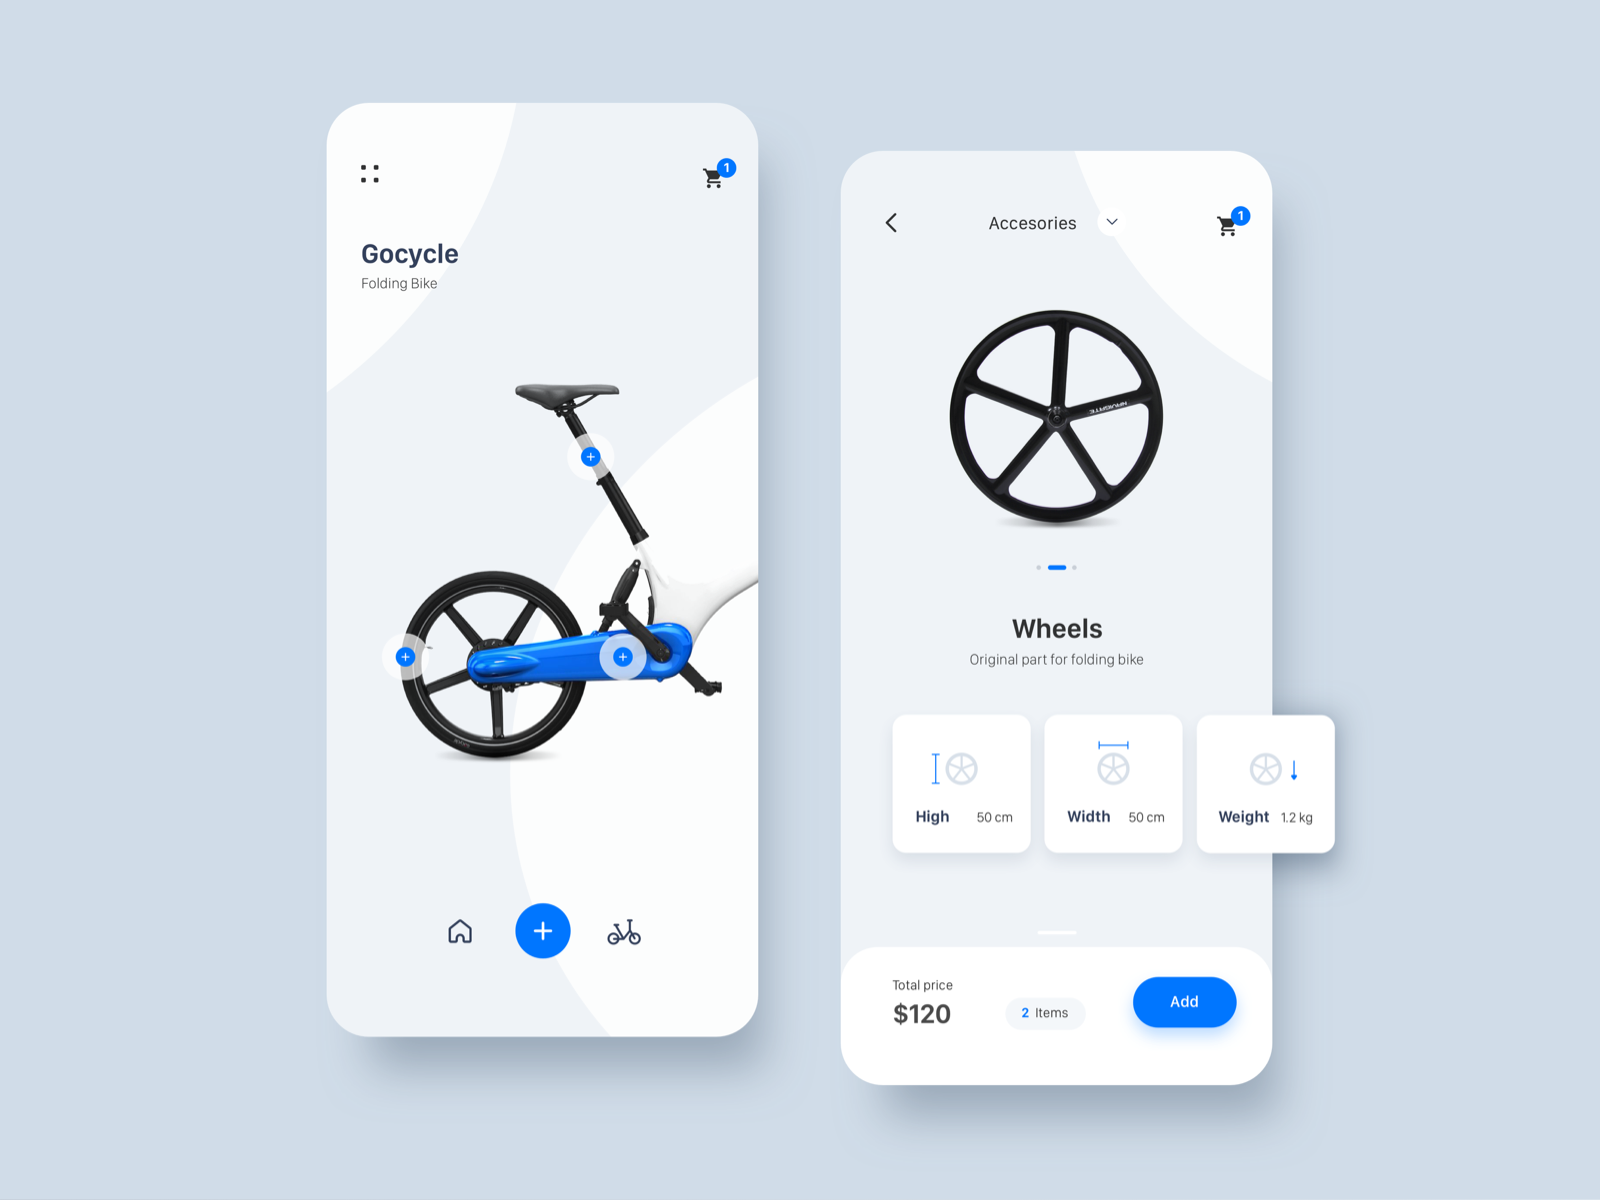 1
Gocycle
Folding Bike
Accesories
1
NAVIGATE
Wheels
Original part for folding bike
High 50 cm
Width 50 cm
Weight 1.2 kg
Total price
$120
2 Items
Add